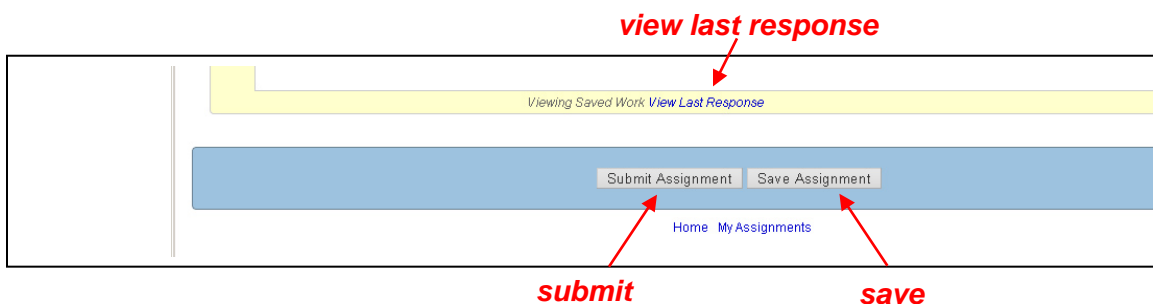 view last response
Viewing Saved Work View Last Response
Submit Assignment Save Assignment
Home My Assignments
submit save